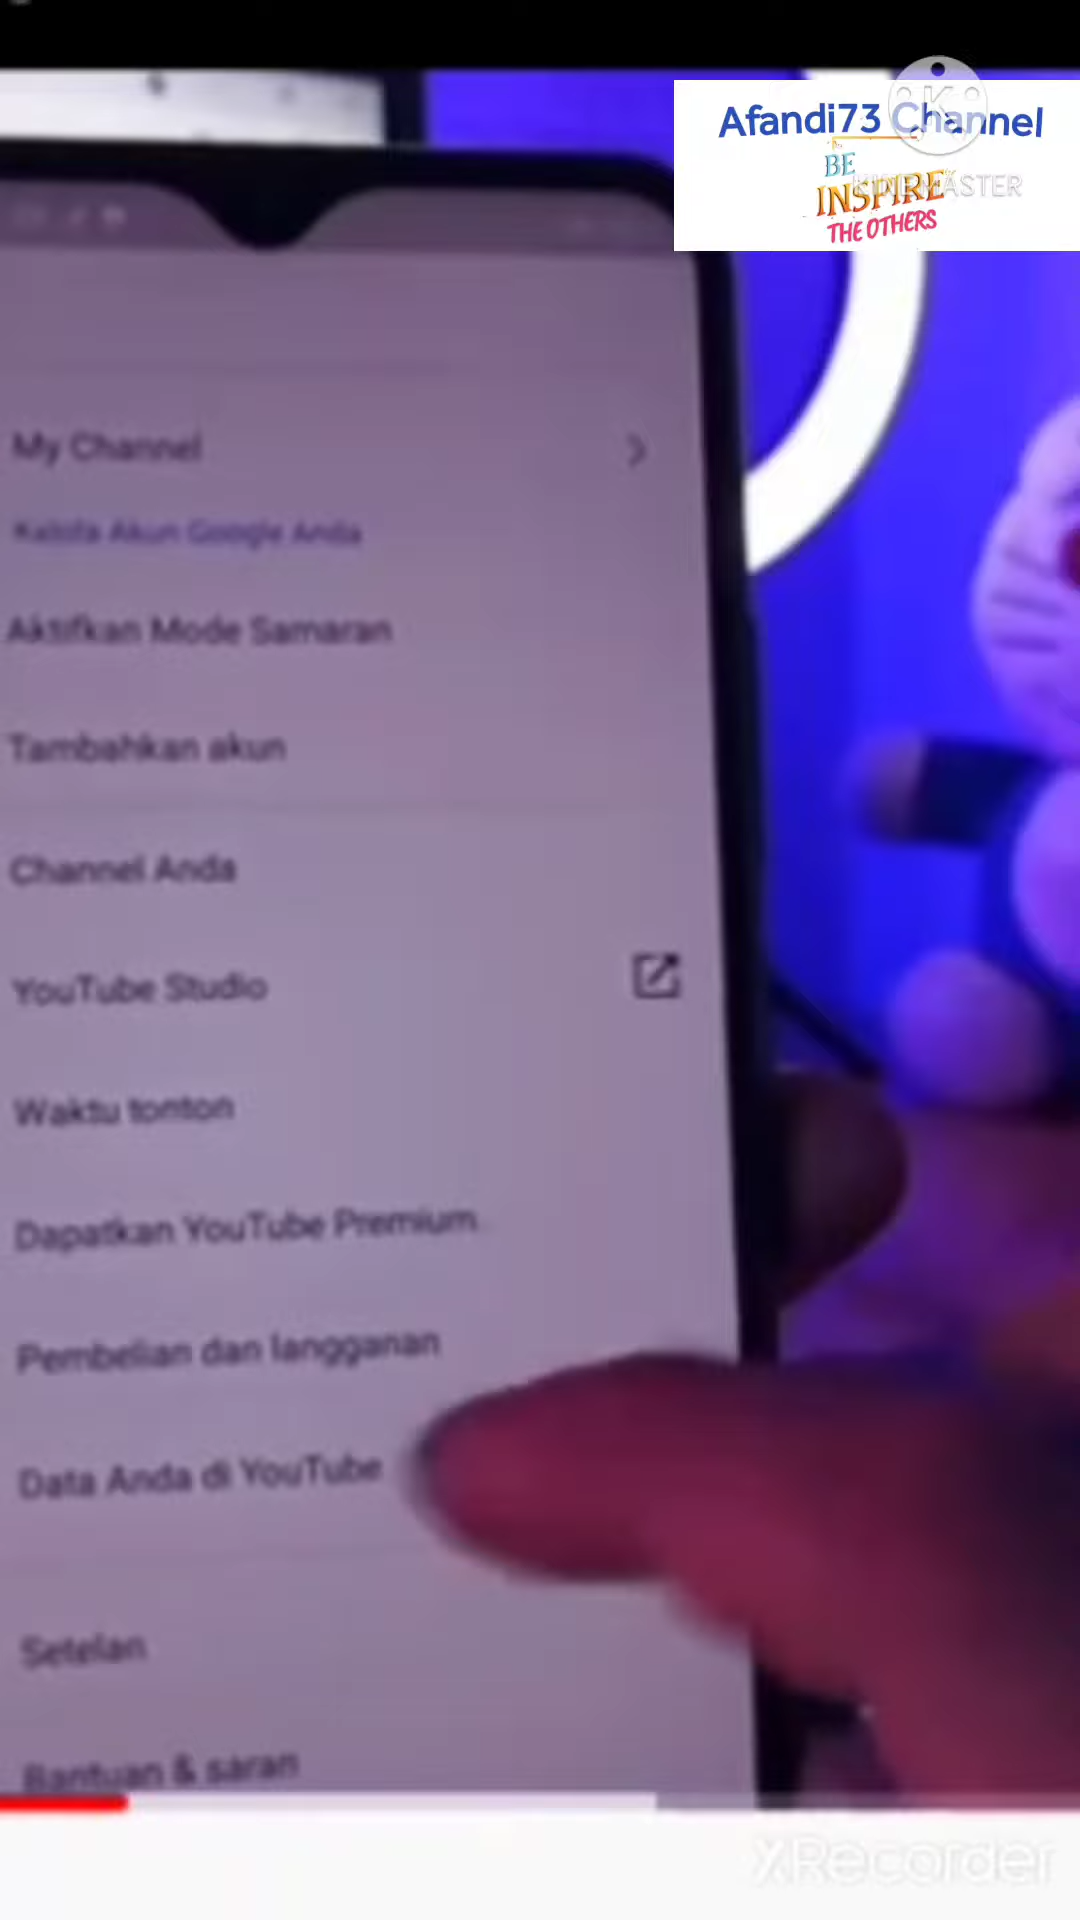 Afandi73 Channel
BE
INSPIRE
THE OTHERS
KINEMASTER
My Channel
Kelola Akun Google Anda
Aktifkan Mode Samaran
Tambahkan akun
Channel Anda
YouTube Studio
Waktu tonton
Dapatkan YouTube Premium
Pembelian dan langganan
Data Anda di YouTube
Setelan
Bantuan & saran
XRecorder